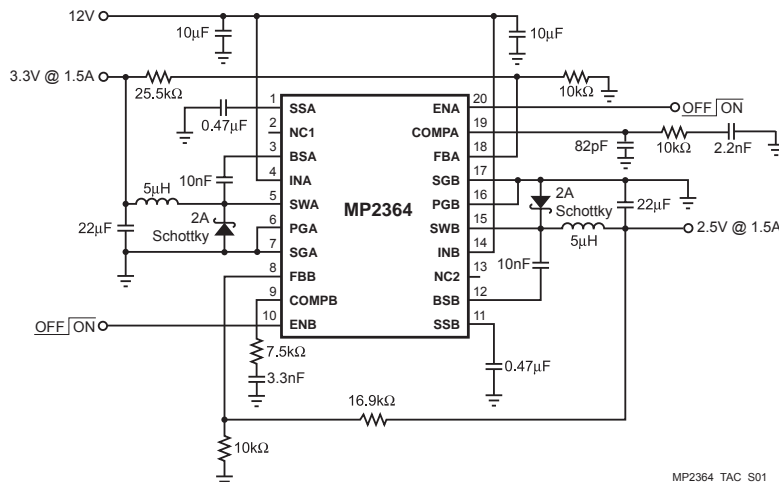 12V
10μF
10μF
3.3V @ 1.5A
25.5kΩ
10kΩ
1 SSA
ENA 20
OFF ON
0.47μF
2 NC1
COMPA 19
82pF
10kΩ
2.2nF
3 BSA
FBA 18
10nF
4 INA
SGB 17
5μH
5 SWA
MP2364
PGB 16
2A
Schottky
22μF
22μF
2A
Schottky
6 PGA
SWB 15
5μH
2.5V @ 1.5A
7 SGA
INB 14
8 FBB
NC2 13
10nF
9 COMPB
BSB 12
OFF ON
10 ENB
SSB 11
7.5kΩ
0.47μF
3.3nF
16.9kΩ
10kΩ
MP2364_TAC_S01